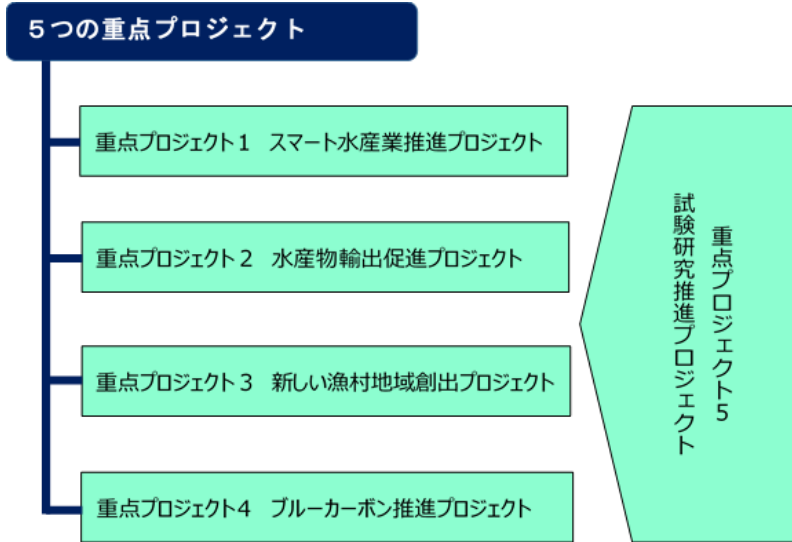 ５つの重点プロジェクト
重点プロジェクト１　スマート水産業推進プロジェクト
重点プロジェクト２　水産物輸出促進プロジェクト
重点プロジェクト３　新しい漁村地域創出プロジェクト
重点プロジェクト４　ブルーカーボン推進プロジェクト
重点プロジェクト５
試験研究推進プロジェクト